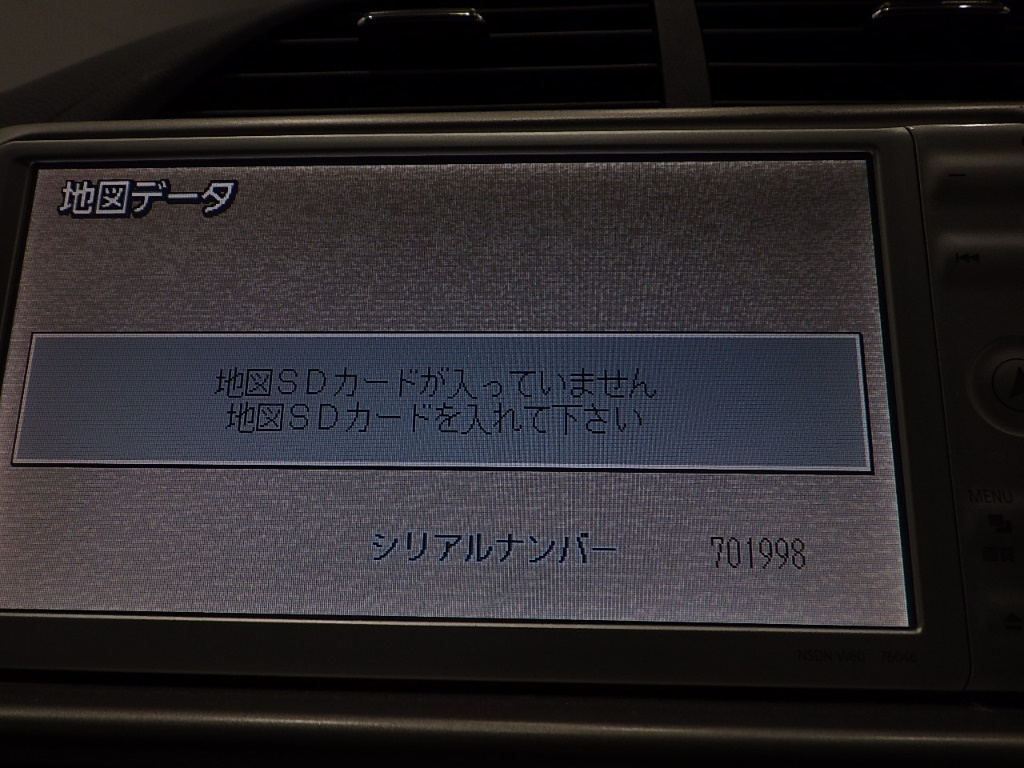 地図データ
地図ＳＤカードが入っていません
地図ＳＤカードを入れて下さい
シリアルナンバー 701998
MENU